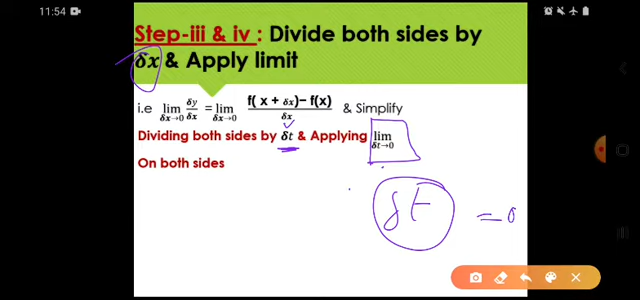 11:54
Step-iii & iv : Divide both sides by
δx & Apply limit
i.e lim δx→0 δy/δx = lim δx→0 f( x + δx)− f(x)/δx & Simplify
Dividing both sides by δt & Applying lim δt→0
On both sides
δt = 0